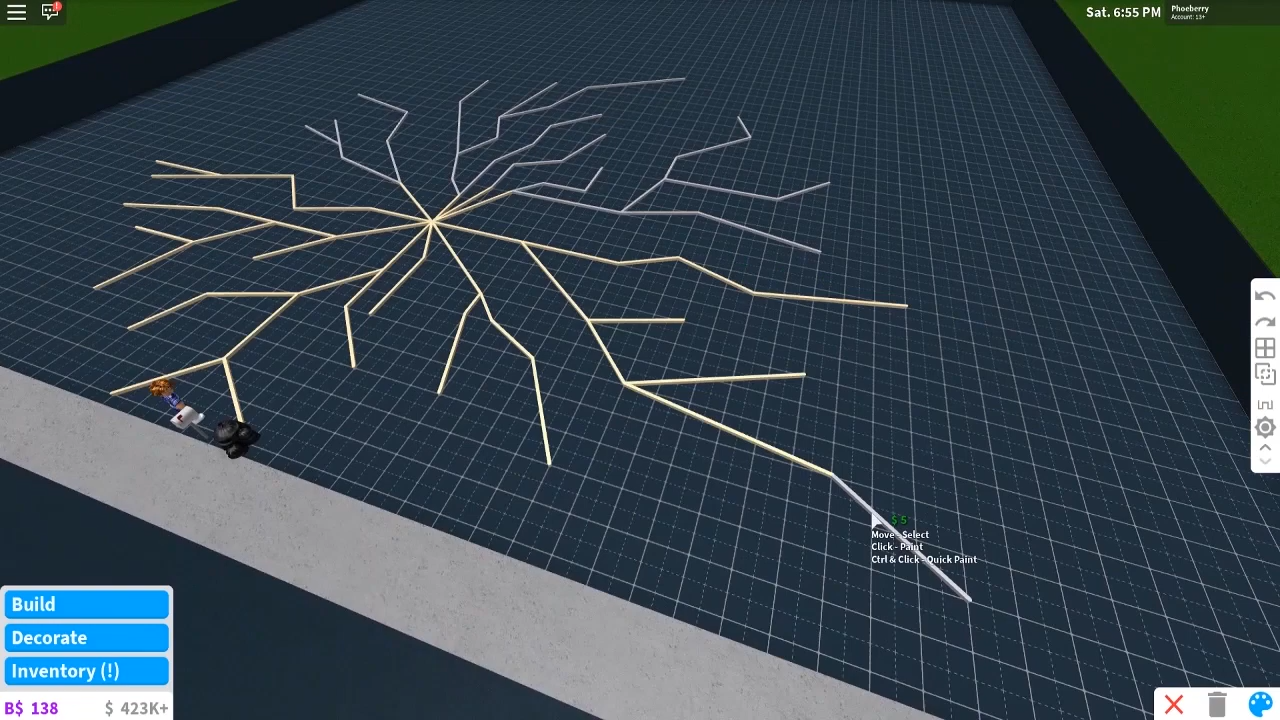 Sat. 6:55 PM
Phoeberry
Account: 13+
$ 5
Move - Select
Click - Paint
Ctrl & Click - Quick Paint
Build
Decorate
Inventory (!)
B$ 138
$ 423K+